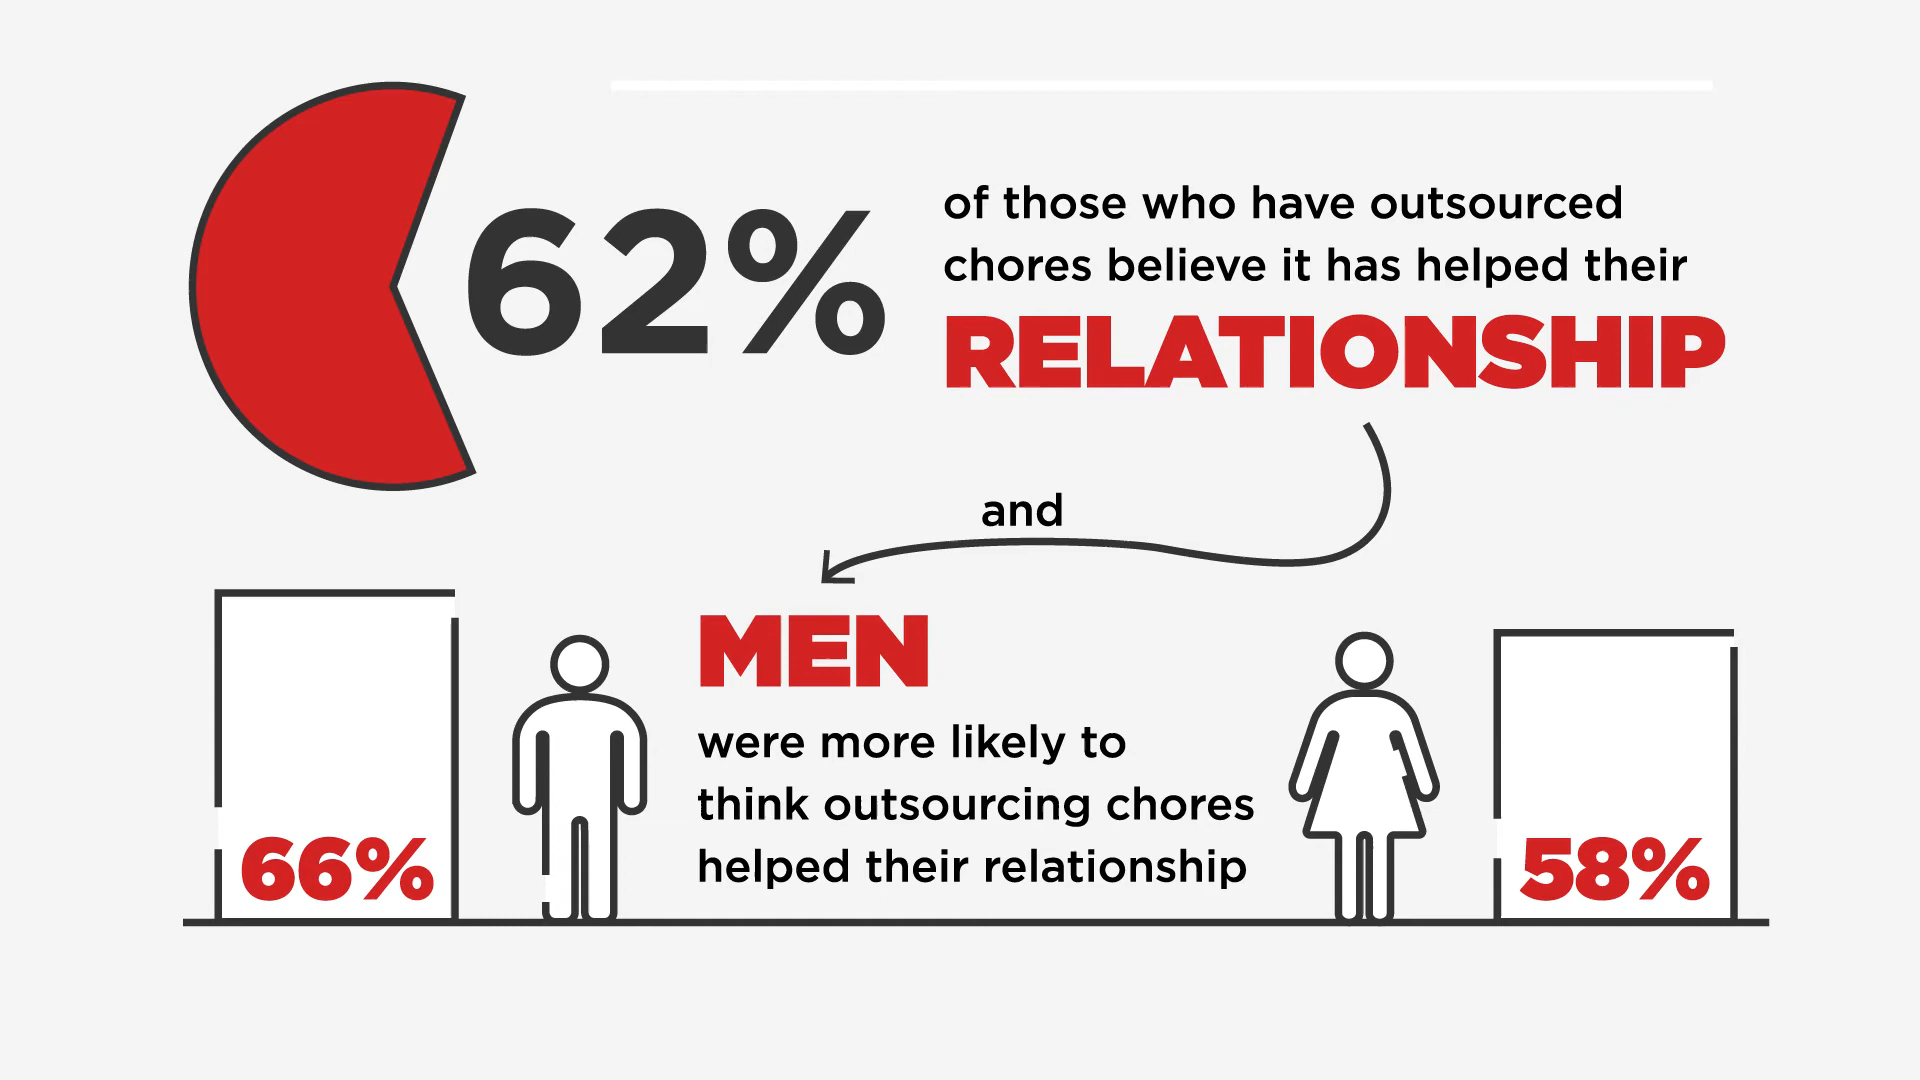 62%
of those who have outsourced
chores believe it has helped their
RELATIONSHIP
and
MEN
were more likely to
think outsourcing chores
helped their relationship
66%
58%